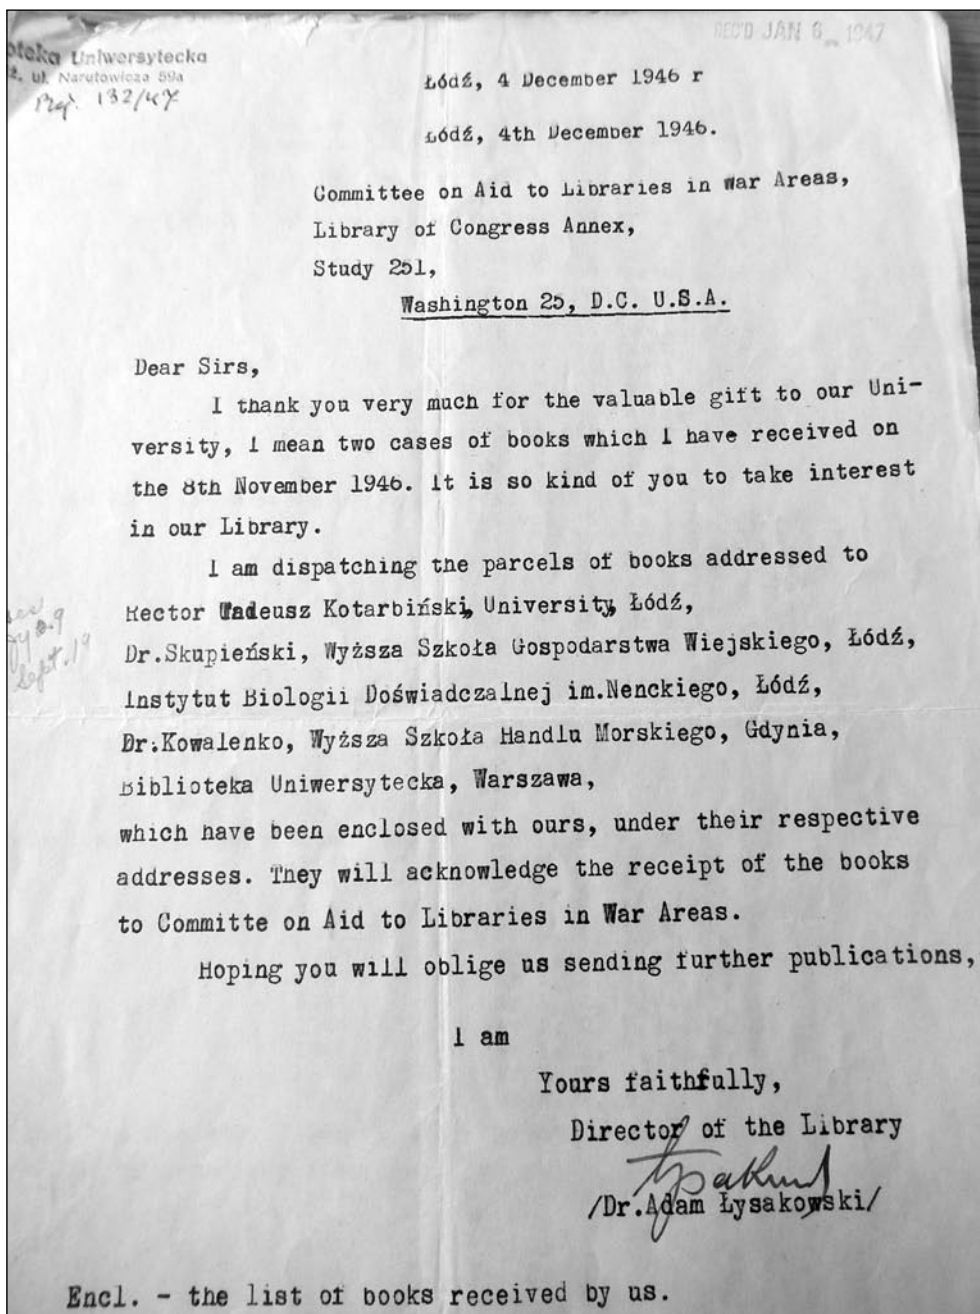 REC'D JAN 6 1947
oteka Uniwersytecka
ź, ul. Narutowicza 59a
132/47
Łódź, 4 December 1946 r
Łódź, 4th December 1946.
Committee on Aid to Libraries in War Areas,
Library of Congress Annex,
Study 251,
Washington 25, D.C. U.S.A.
Dear Sirs,
I thank you very much for the valuable gift to our Uni-
versity, I mean two cases of books which I have received on
the 8th November 1946. It is so kind of you to take interest
in our Library.
I am dispatching the parcels of books addressed to
Rector Tadeusz Kotarbiński, University, Łódź,
Dr.Skupieński, Wyższa Szkoła Gospodarstwa Wiejskiego, Łódź,
Instytut Biologii Doświadczalnej im.Nenckiego, Łódź,
Dr.Kowalenko, Wyższa Szkoła Handlu Morskiego, Gdynia,
Biblioteka Uniwersytecka, Warszawa,
which have been enclosed with ours, under their respective
addresses. They will acknowledge the receipt of the books
to Committe on Aid to Libraries in War Areas.
Hoping you will oblige us sending further publications,
I am
Yours faithfully,
Director of the Library
/Dr.Adam Łysakowski/
Encl. - the list of books received by us.